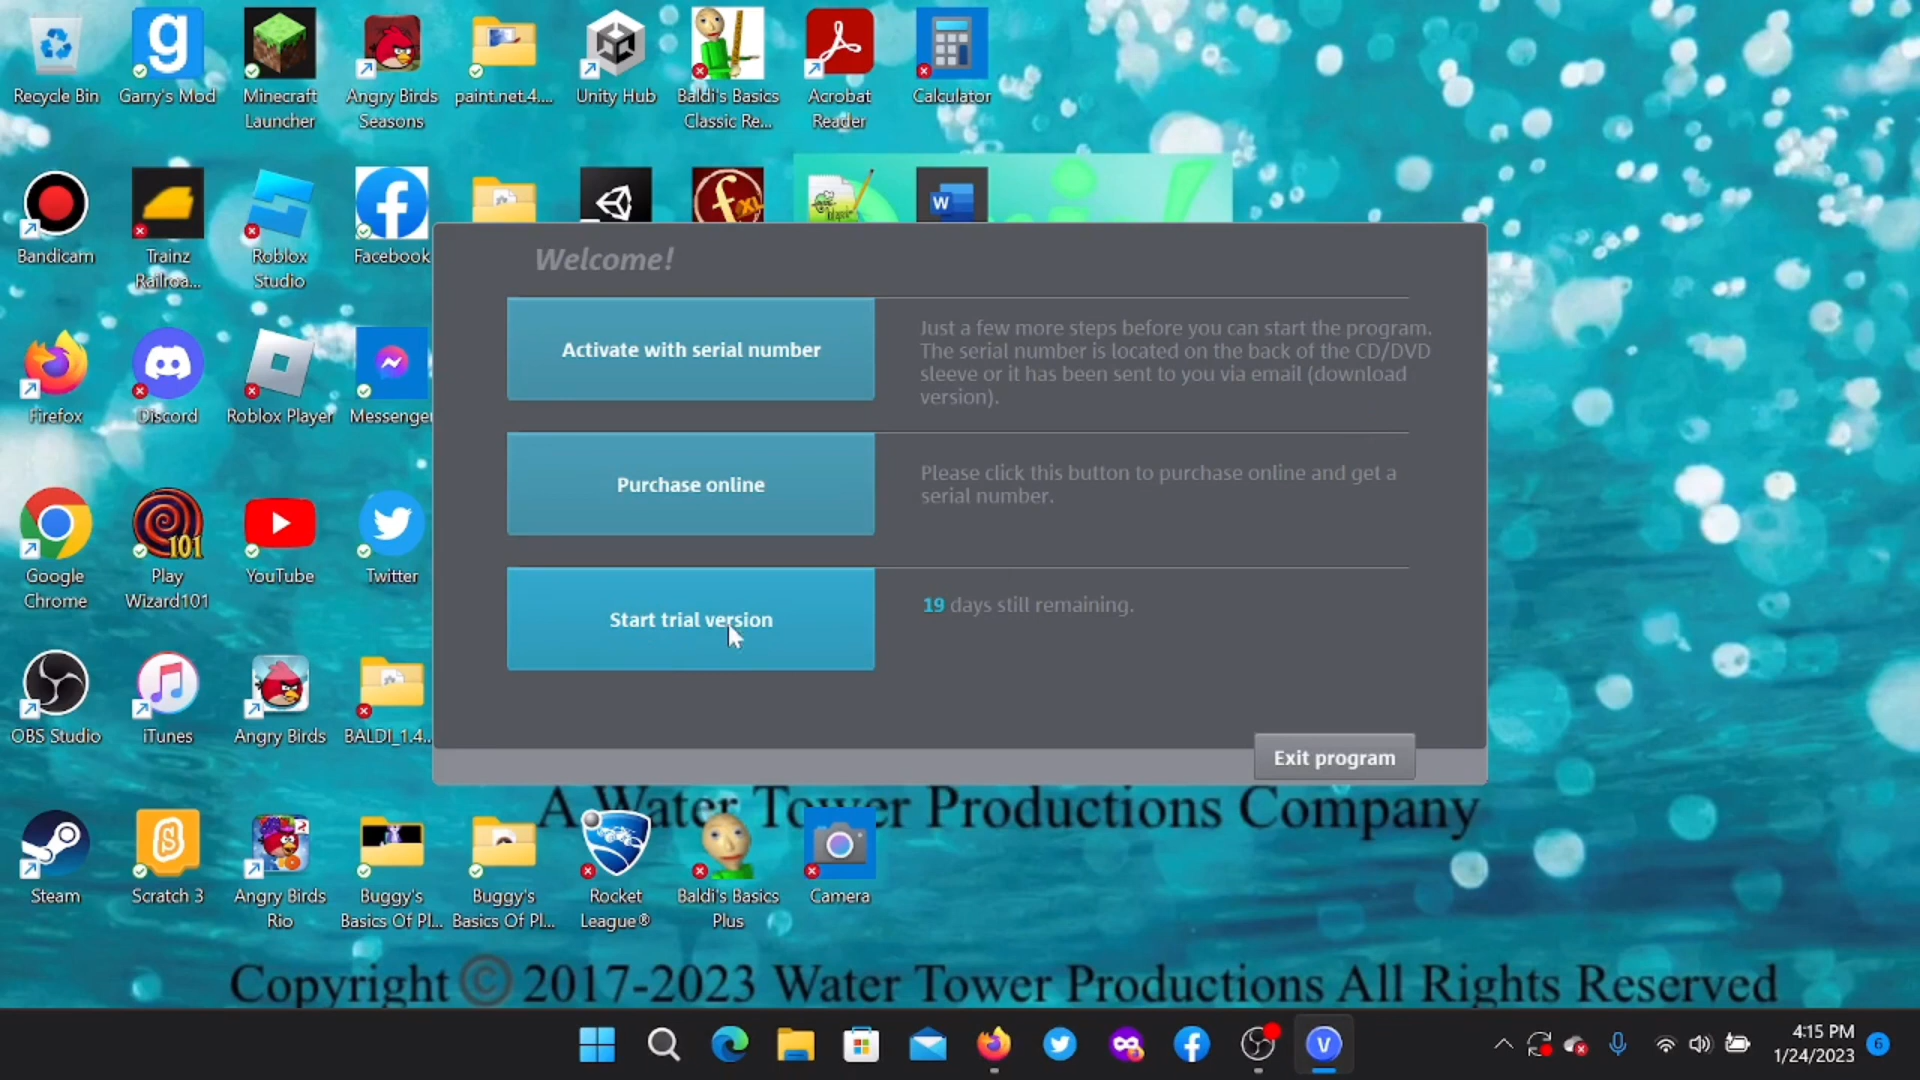 Recycle Bin
Garry's Mod
Minecraft
Launcher
Angry Birds
Seasons
paint.net.4....
Unity Hub
Baldi's Basics
Classic Re...
Acrobat
Reader
Calculator
Bandicam
Trainz
Railroa...
Roblox
Studio
Facebook
XL
W
Welcome!
Activate with serial number
Just a few more steps before you can start the program.
The serial number is located on the back of the CD/DVD
sleeve or it has been sent to you via email (download
version).
Purchase online
Please click this button to purchase online and get a
serial number.
Start trial version
19 days still remaining.
Exit program
Firefox
Discord
Roblox Player
Messenger
Google
Chrome
101
Play
Wizard101
YouTube
Twitter
OBS Studio
iTunes
Angry Birds
BALDI_1.4...
A Water Tower Productions Company
Steam
Scratch 3
Angry Birds
Rio
Buggy's
Basics Of Pl...
Buggy's
Basics Of Pl...
Rocket
League®
Baldi's Basics
Plus
Camera
Copyright © 2017-2023 Water Tower Productions All Rights Reserved
V
4:15 PM
1/24/2023
6